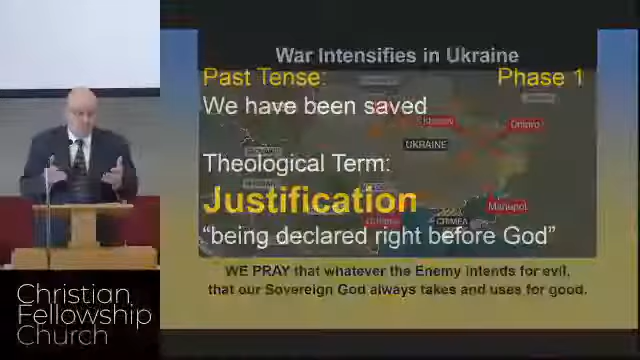 War Intensifies in Ukraine
Past Tense: Phase 1
We have been saved
Theological Term:
UKRAINE
Dnipro
Justification
Mariupol
CRIMEA
“being declared right before God”
WE PRAY that whatever the Enemy intends for evil,
that our Sovereign God always takes and uses for good.
Christian
Fellowship
Church